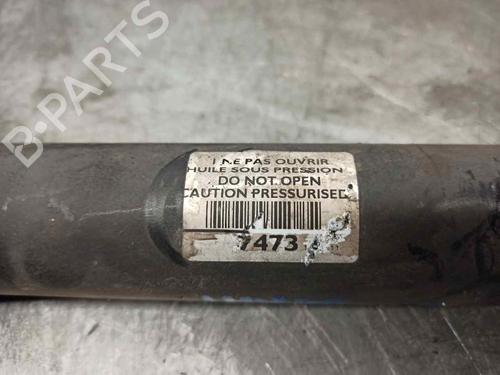 ! NE PAS OUVRIR
HUILE SOUS PRESSION
DO NOT OPEN
CAUTION PRESSURISED
7473
B-PARTS